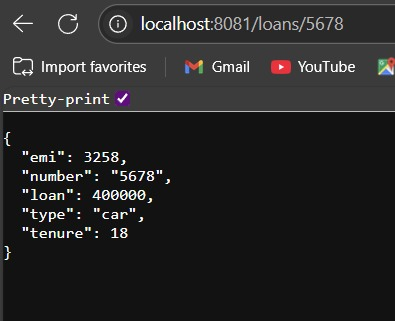 localhost:8081/loans/5678
Import favorites Gmail YouTube
Pretty-print
{
  "emi": 3258,
  "number": "5678",
  "loan": 400000,
  "type": "car",
  "tenure": 18
}